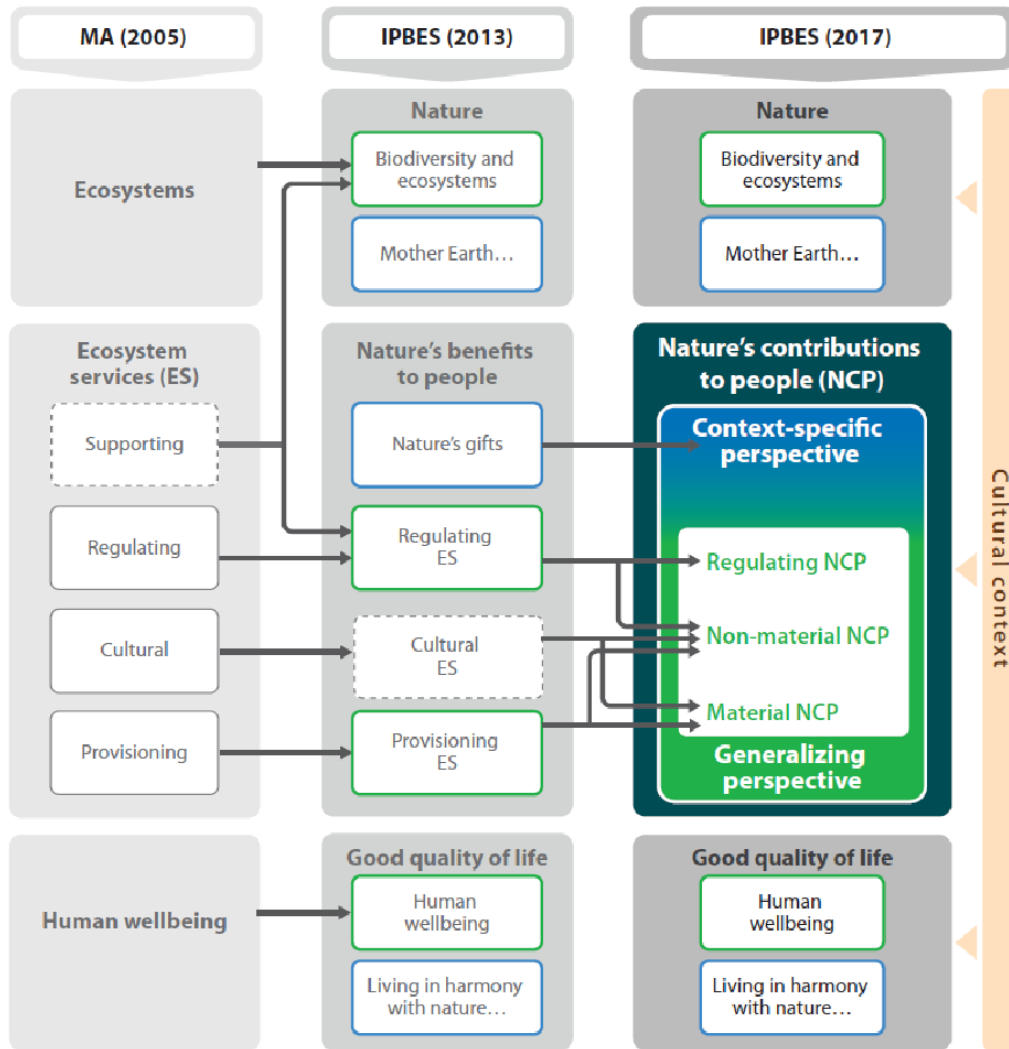 MA (2005)
IPBES (2013)
IPBES (2017)
Ecosystems
Nature
Biodiversity and
ecosystems
Mother Earth…
Nature
Biodiversity and
ecosystems
Mother Earth…
Ecosystem
services (ES)
Supporting
Regulating
Cultural
Provisioning
Nature's benefits
to people
Nature's gifts
Regulating
ES
Cultural
ES
Provisioning
ES
Nature's contributions
to people (NCP)
Context-specific
perspective
Regulating NCP
Non-material NCP
Material NCP
Generalizing
perspective
Human wellbeing
Good quality of life
Human
wellbeing
Living in harmony
with nature…
Good quality of life
Human
wellbeing
Living in harmony
with nature…
Cultural context